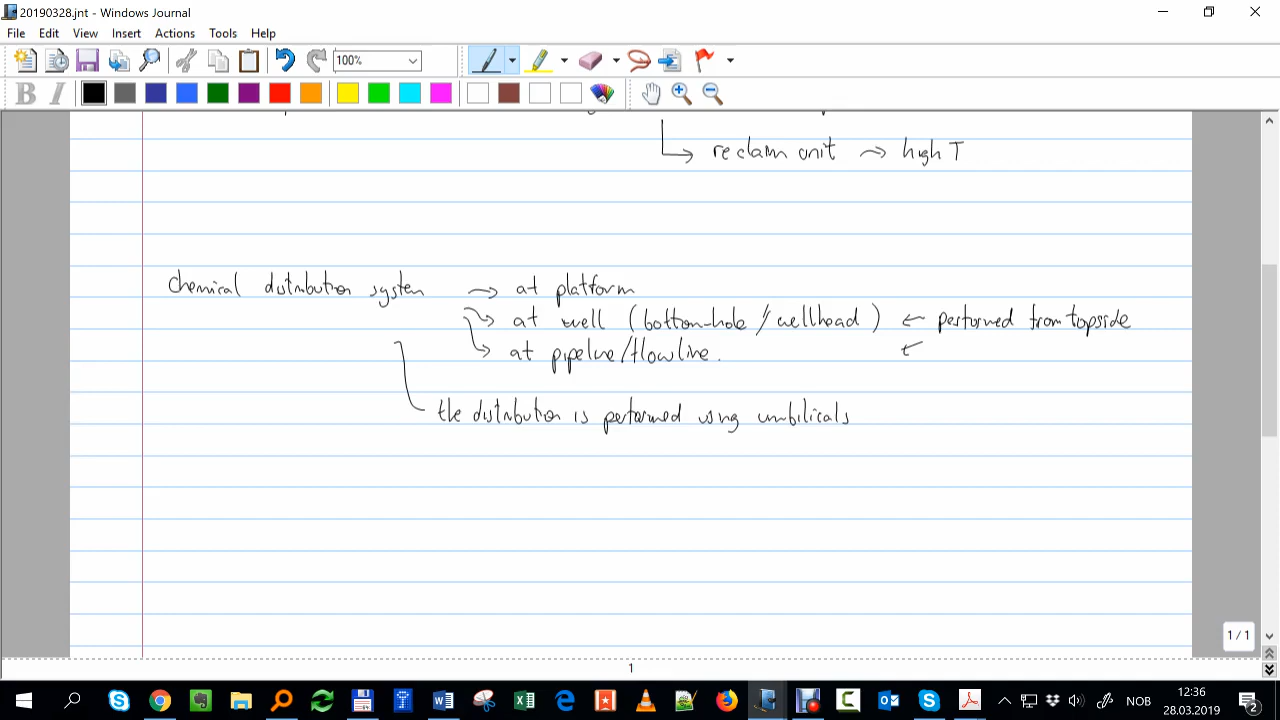 20190328.jnt - Windows Journal
File Edit View Insert Actions Tools Help
100%
B I
reclaim unit → high T
chemical distribution system → at platform
→ at well (bottom-hole/wellhead) ← performed from topside
→ at pipeline/flowline. ←
the distribution is performed using umbilicals
1 / 1
1
NOB
12:36
28.03.2019
2